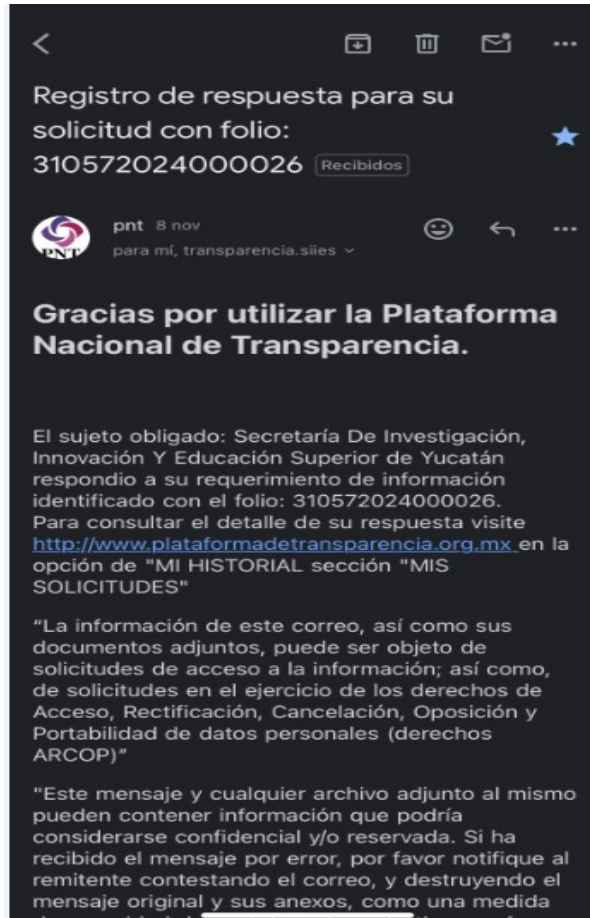 Registro de respuesta para su
solicitud con folio:
310572024000026 Recibidos
pnt 8 nov
PNT
para mí, transparencia.siies
Gracias por utilizar la Plataforma
Nacional de Transparencia.
El sujeto obligado: Secretaría De Investigación,
Innovación Y Educación Superior de Yucatán
respondio a su requerimiento de información
identificado con el folio: 310572024000026.
Para consultar el detalle de su respuesta visite
http://www.plataformadetransparencia.org.mx en la
opción de "MI HISTORIAL sección "MIS
SOLICITUDES"
“La información de este correo, así como sus
documentos adjuntos, puede ser objeto de
solicitudes de acceso a la información; así como,
de solicitudes en el ejercicio de los derechos de
Acceso, Rectificación, Cancelación, Oposición y
Portabilidad de datos personales (derechos
ARCOP)”
"Este mensaje y cualquier archivo adjunto al mismo
pueden contener información que podría
considerarse confidencial y/o reservada. Si ha
recibido el mensaje por error, por favor notifique al
remitente contestando el correo, y destruyendo el
mensaje original y sus anexos, como una medida